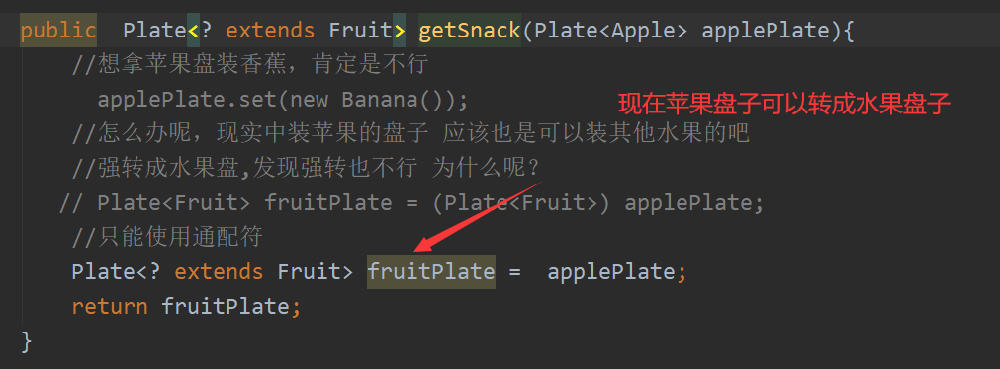 public  Plate<? extends Fruit> getSnack(Plate<Apple> applePlate){
//想拿苹果盘装香蕉，肯定是不行
applePlate.set(new Banana());
现在苹果盘子可以转成水果盘子
//怎么办呢，现实中装苹果的盘子 应该也是可以装其他水果的吧
//强转成水果盘,发现强转也不行 为什么呢？
// Plate<Fruit> fruitPlate = (Plate<Fruit>) applePlate;
//只能使用通配符
Plate<? extends Fruit> fruitPlate =  applePlate;
return fruitPlate;
}